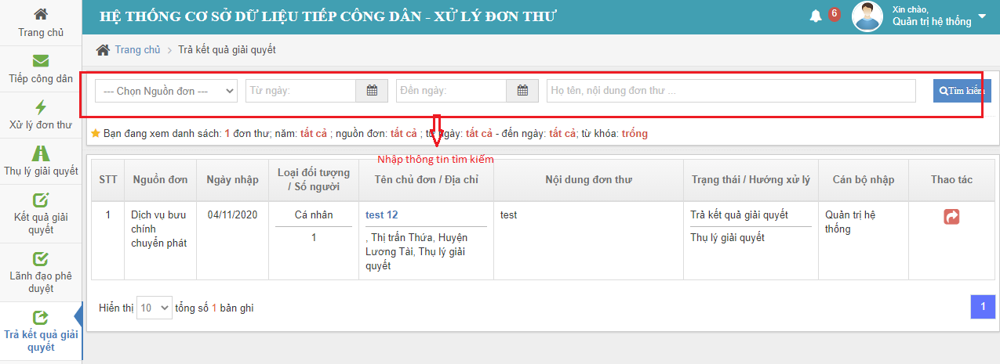 Trang chủ
Tiếp công dân
Xử lý đơn thư
Thụ lý giải quyết
Kết quả giải
quyết
Lãnh đạo phê
duyệt
Trả kết quả giải
quyết
HỆ THỐNG CƠ SỞ DỮ LIỆU TIẾP CÔNG DÂN - XỬ LÝ ĐƠN THƯ
6
Xin chào,
Quản trị hệ thống
Trang chủ > Trả kết quả giải quyết
--- Chọn Nguồn đơn --- Từ ngày: Đến ngày: Họ tên, nội dung đơn thư ... Tìm kiếm
Bạn đang xem danh sách: 1 đơn thư; năm: tất cả ; nguồn đơn: tất cả ; từ ngày: tất cả - đến ngày: tất cả; từ khóa: trống
Nhập thông tin tìm kiếm
STT
Nguồn đơn
Ngày nhập
Loại đối tượng
/ Số người
Tên chủ đơn / Địa chỉ
Nội dung đơn thư
Trạng thái / Hướng xử lý
Cán bộ nhập
Thao tác
1
Dịch vụ bưu
chính
chuyển phát
04/11/2020
Cá nhân
1
test 12
, Thị trấn Thứa, Huyện
Lương Tài, Thụ lý giải
quyết
test
Trả kết quả giải quyết
Thụ lý giải quyết
Quản trị hệ
thống
Hiển thị 10 tổng số 1 bản ghi
1